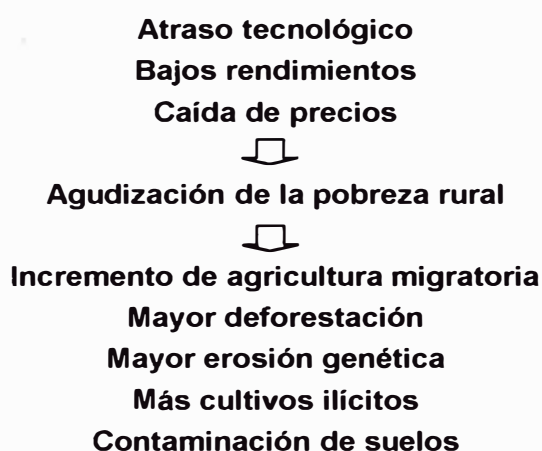 Atraso tecnológico
Bajos rendimientos
Caída de precios
Agudización de la pobreza rural
Incremento de agricultura migratoria
Mayor deforestación
Mayor erosión genética
Más cultivos ilícitos
Contaminación de suelos